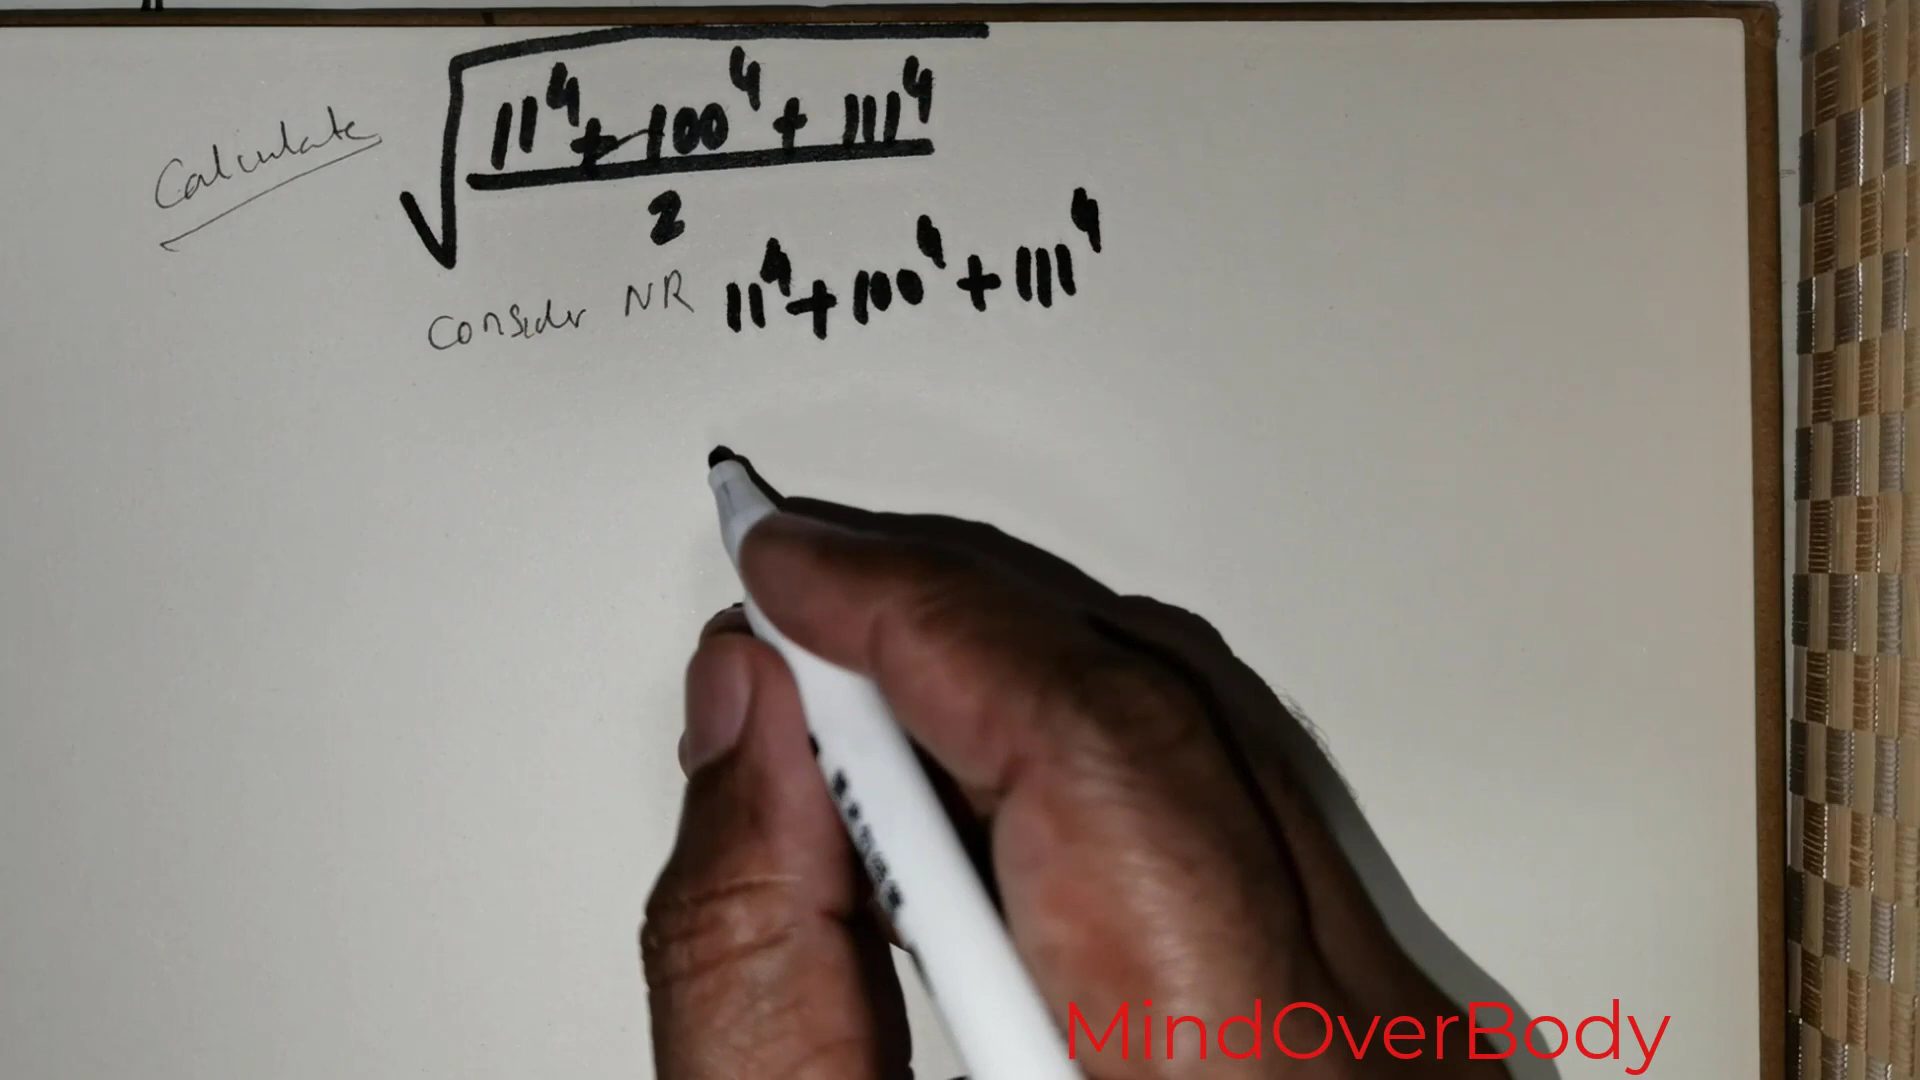 Calculate √((11⁴ + 100⁴ + 111⁴)/2)
Consider NR 11⁴ + 100⁴ + 111⁴
MindOverBody